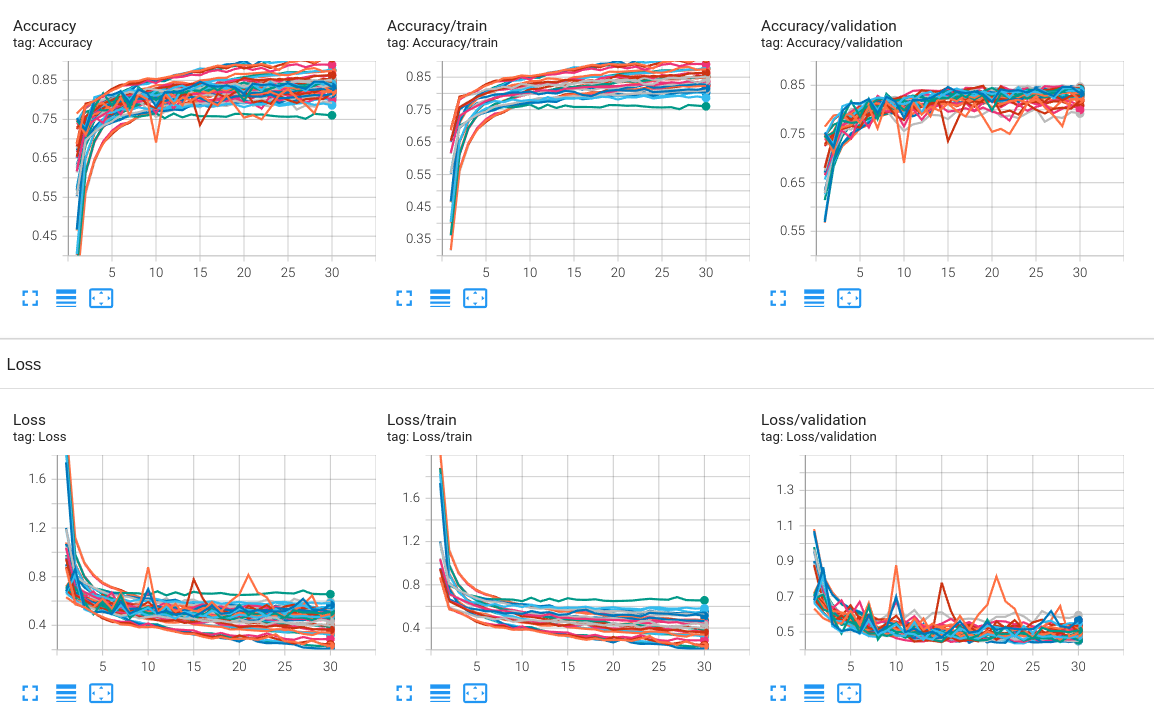 Accuracy
tag: Accuracy
0.85
0.75
0.65
0.55
0.45
5 10 15 20 25 30
Accuracy/train
tag: Accuracy/train
0.85
0.75
0.65
0.55
0.45
0.35
5 10 15 20 25 30
Accuracy/validation
tag: Accuracy/validation
0.85
0.75
0.65
0.55
5 10 15 20 25 30
Loss
Loss
tag: Loss
1.6
1.2
0.8
0.4
5 10 15 20 25 30
Loss/train
tag: Loss/train
1.6
1.2
0.8
0.4
5 10 15 20 25 30
Loss/validation
tag: Loss/validation
1.3
1.1
0.9
0.7
0.5
5 10 15 20 25 30